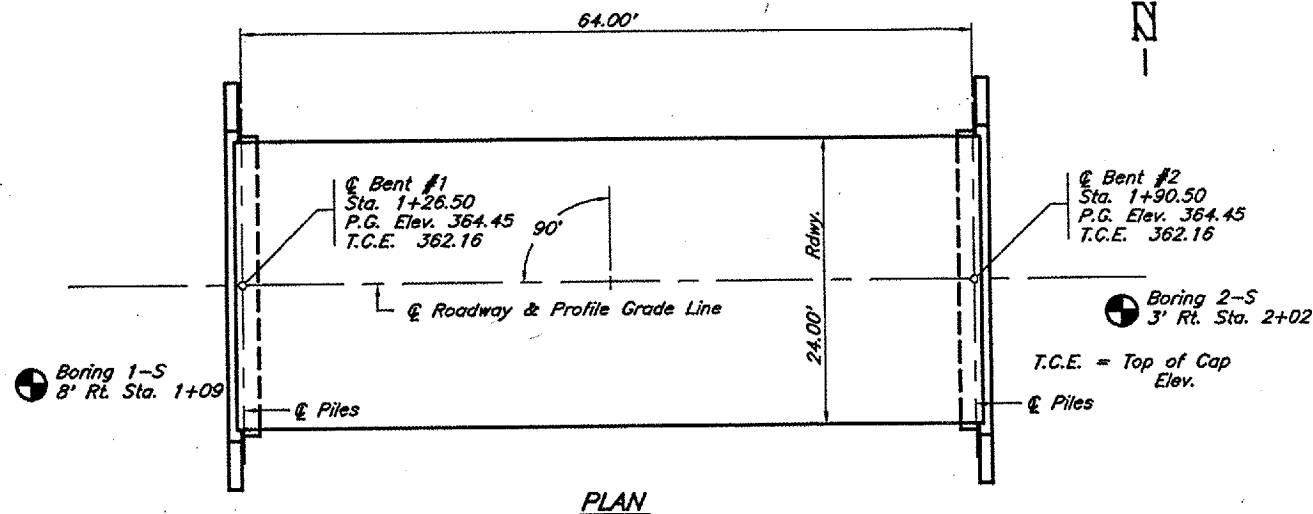 64.00'
N
℄ Bent #1
Sta. 1+26.50
P.G. Elev. 364.45
T.C.E. 362.16
90'
Rdwy.
24.00'
℄ Bent #2
Sta. 1+90.50
P.G. Elev. 364.45
T.C.E. 362.16
℄ Roadway & Profile Grade Line
Boring 2-S
3' Rt. Sta. 2+02
T.C.E. = Top of Cap
Elev.
Boring 1-S
8' Rt. Sta. 1+09
℄ Piles
℄ Piles
PLAN